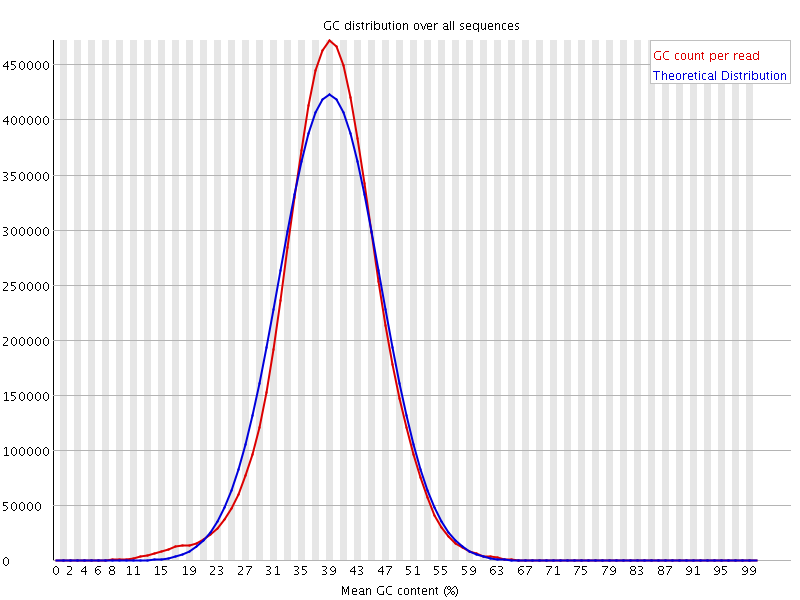 GC distribution over all sequences
GC count per read
Theoretical Distribution
450000
400000
350000
300000
250000
200000
150000
100000
50000
0
0 2 4 6 8 11 15 19 23 27 31 35 39 43 47 51 55 59 63 67 71 75 79 83 87 91 95 99
Mean GC content (%)